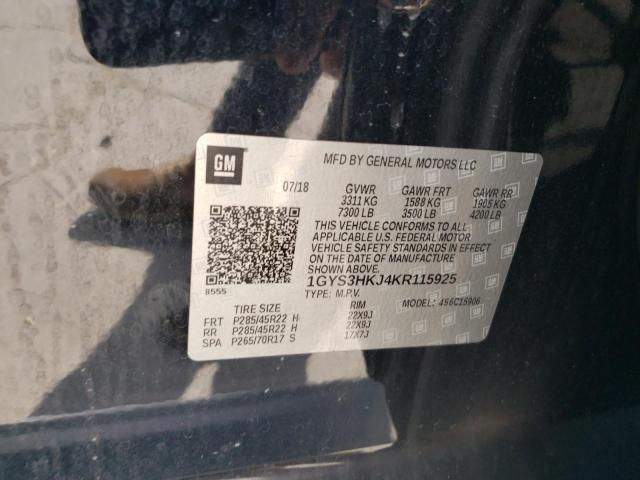 GM
MFD BY GENERAL MOTORS LLC
07/18 GVWR GAWR FRT GAWR RR
3311 KG 1588 KG 1905 KG
7300 LB 3500 LB 4200 LB
THIS VEHICLE CONFORMS TO ALL
APPLICABLE U.S. FEDERAL MOTOR
VEHICLE SAFETY STANDARDS IN EFFECT
ON THE DATE OF MANUFACTURE
SHOWN ABOVE.
1GYS3HKJ4KR115925
8555 TYPE: M.P.V. MODEL: 456C15906
TIRE SIZE RIM
FRT P285/45R22 H 22X9J
RR P285/45R22 H 22X9J
SPA P265/70R17 S 17X7J